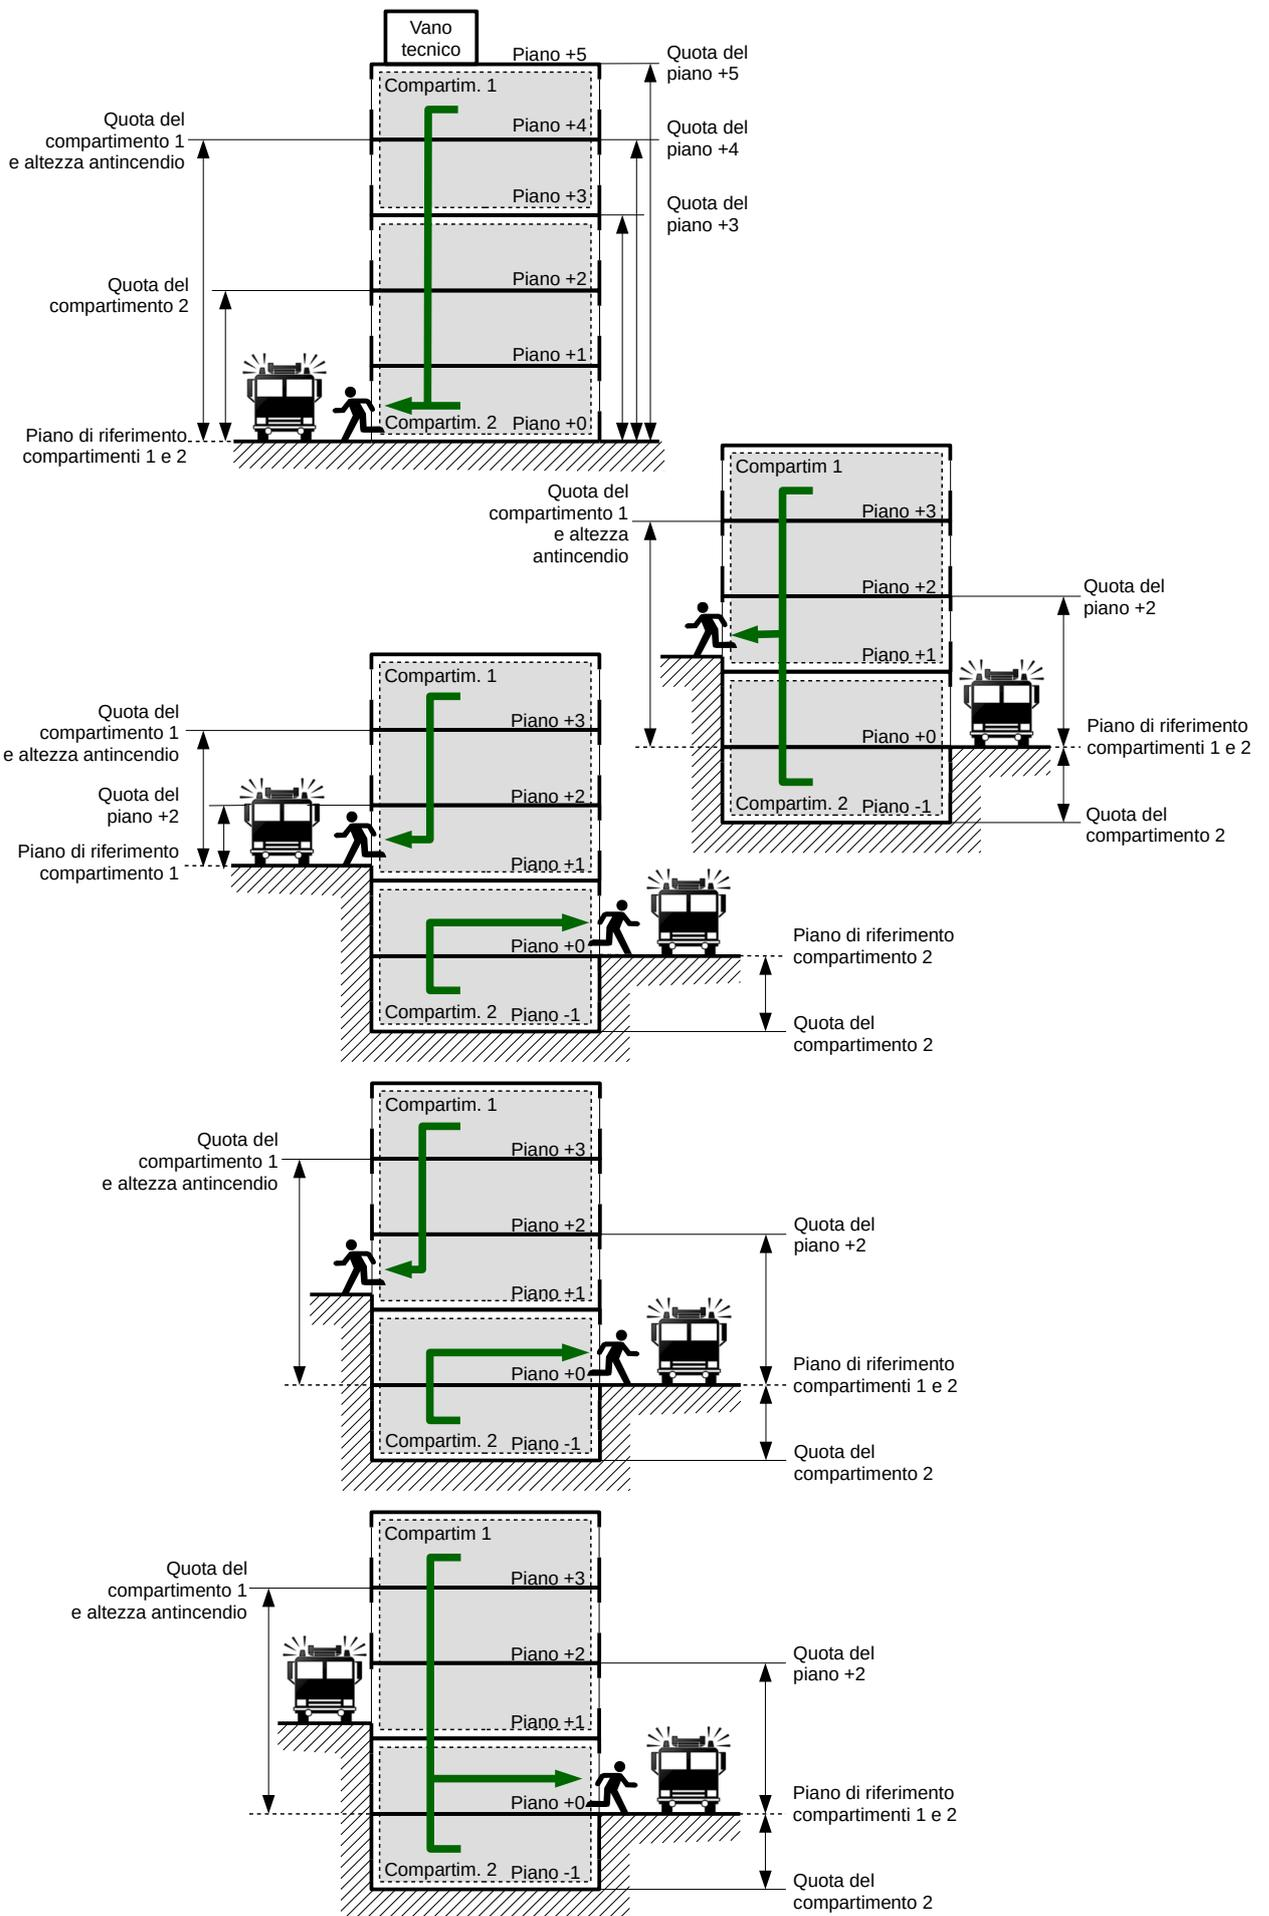 Vano
tecnico
Piano +5
Quota del
piano +5
Compartim. 1
Quota del
compartimento 1
e altezza antincendio
Piano +4
Quota del
piano +4
Piano +3
Quota del
piano +3
Quota del
compartimento 2
Piano +2
Piano +1
Compartim. 2
Piano +0
Piano di riferimento
compartimenti 1 e 2
Compartim 1
Quota del
compartimento 1
e altezza
antincendio
Piano +3
Piano +2
Quota del
piano +2
Piano +1
Piano +0
Piano di riferimento
compartimenti 1 e 2
Compartim. 2
Piano -1
Quota del
compartimento 2
Compartim. 1
Quota del
compartimento 1
e altezza antincendio
Piano +3
Quota del
piano +2
Piano +2
Piano di riferimento
compartimento 1
Piano +1
Piano +0
Piano di riferimento
compartimento 2
Compartim. 2
Piano -1
Quota del
compartimento 2
Compartim. 1
Quota del
compartimento 1
e altezza antincendio
Piano +3
Piano +2
Quota del
piano +2
Piano +1
Piano +0
Piano di riferimento
compartimenti 1 e 2
Compartim. 2
Piano -1
Quota del
compartimento 2
Compartim 1
Quota del
compartimento 1
e altezza antincendio
Piano +3
Piano +2
Quota del
piano +2
Piano +1
Piano +0
Piano di riferimento
compartimenti 1 e 2
Compartim. 2
Piano -1
Quota del
compartimento 2